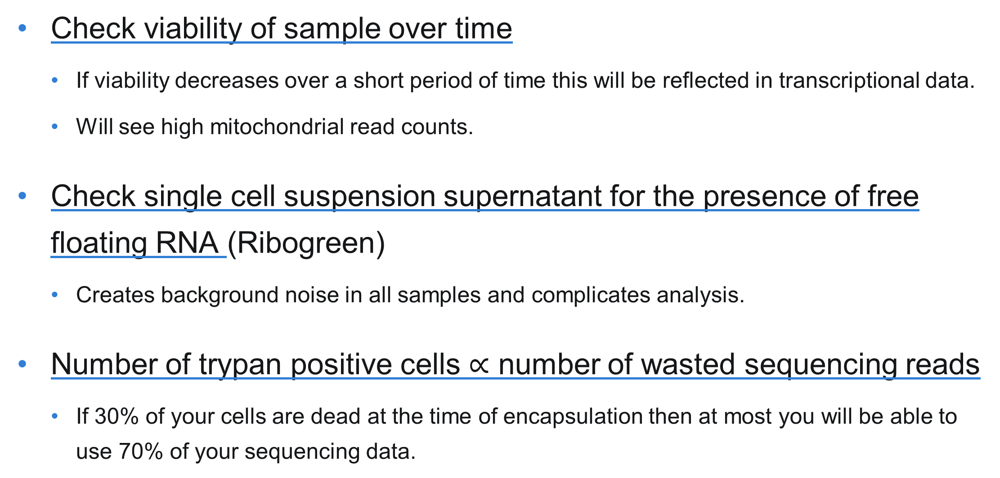 • Check viability of sample over time
• If viability decreases over a short period of time this will be reflected in transcriptional data.
• Will see high mitochondrial read counts.
• Check single cell suspension supernatant for the presence of free
floating RNA (Ribogreen)
• Creates background noise in all samples and complicates analysis.
• Number of trypan positive cells ∝ number of wasted sequencing reads
• If 30% of your cells are dead at the time of encapsulation then at most you will be able to
use 70% of your sequencing data.